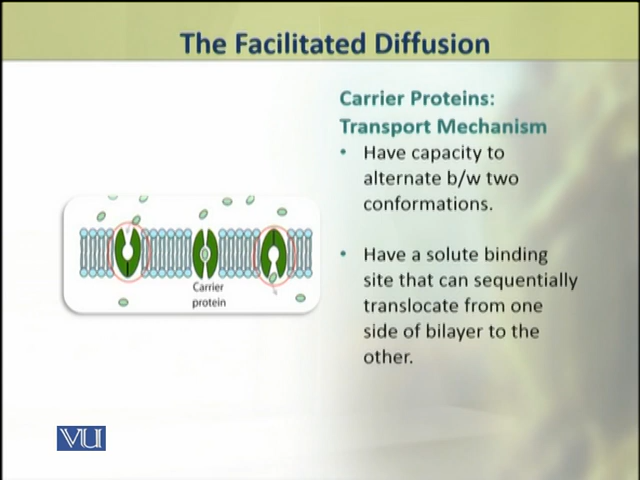 The Facilitated Diffusion
Carrier Proteins:
Transport Mechanism
• Have capacity to
alternate b/w two
conformations.
• Have a solute binding
site that can sequentially
translocate from one
side of bilayer to the
other.
Carrier
protein
VU